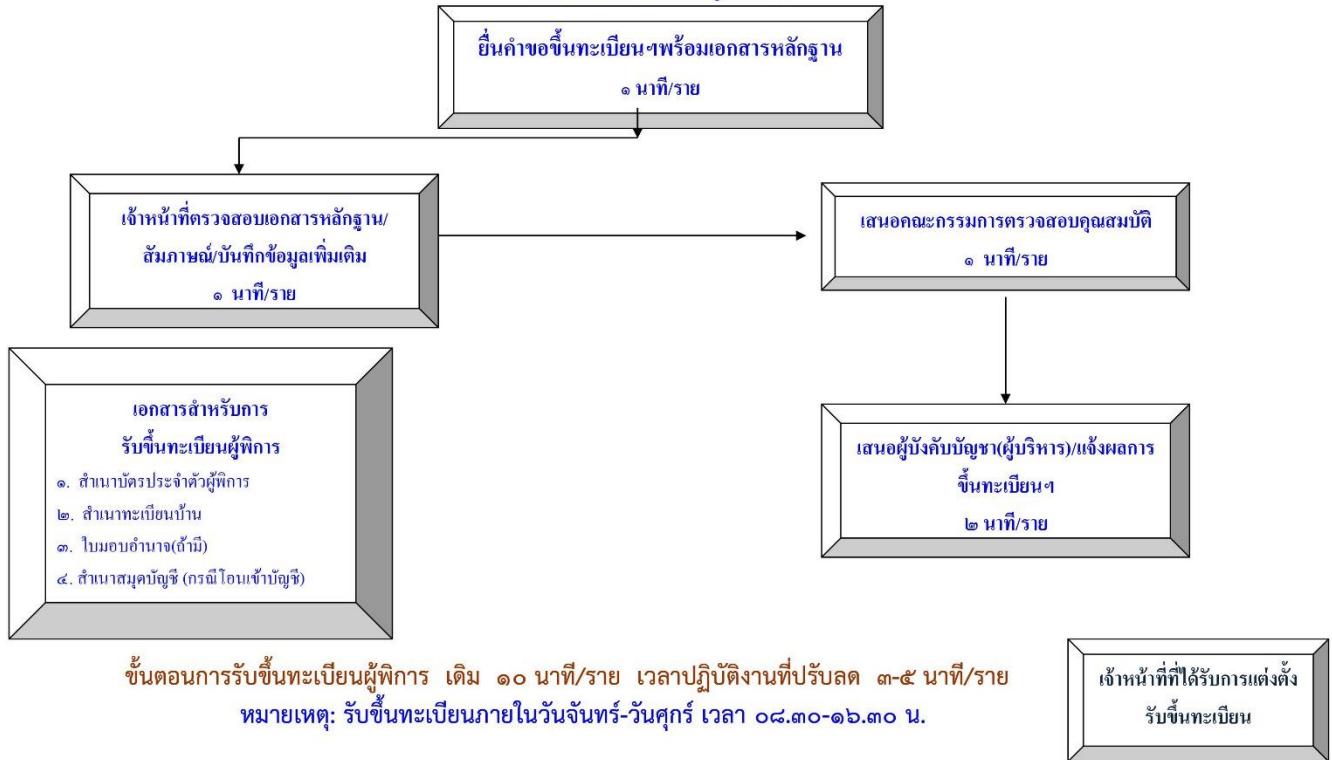 ยื่นคำขอขึ้นทะเบียนฯพร้อมเอกสารหลักฐาน
๑ นาที/ราย
เจ้าหน้าที่ตรวจสอบเอกสารหลักฐาน/
สัมภาษณ์/บันทึกข้อมูลเพิ่มเติม
๑ นาที/ราย
เสนอคณะกรรมการตรวจสอบคุณสมบัติ
๑ นาที/ราย
เอกสารสำหรับการ
รับขึ้นทะเบียนผู้พิการ
๑. สำเนาบัตรประจำตัวผู้พิการ
๒. สำเนาทะเบียนบ้าน
๓. ใบมอบอำนาจ(ถ้ามี)
๔. สำเนาสมุดบัญชี (กรณีโอนเข้าบัญชี)
เสนอผู้บังคับบัญชา(ผู้บริหาร)/แจ้งผลการ
ขึ้นทะเบียนฯ
๒ นาที/ราย
ขั้นตอนการรับขึ้นทะเบียนผู้พิการ เดิม ๑๐ นาที/ราย เวลาปฏิบัติงานที่ปรับลด ๓-๕ นาที/ราย
หมายเหตุ: รับขึ้นทะเบียนภายในวันจันทร์-วันศุกร์ เวลา ๐๘.๓๐-๑๖.๓๐ น.
เจ้าหน้าที่ที่ได้รับการแต่งตั้ง
รับขึ้นทะเบียน